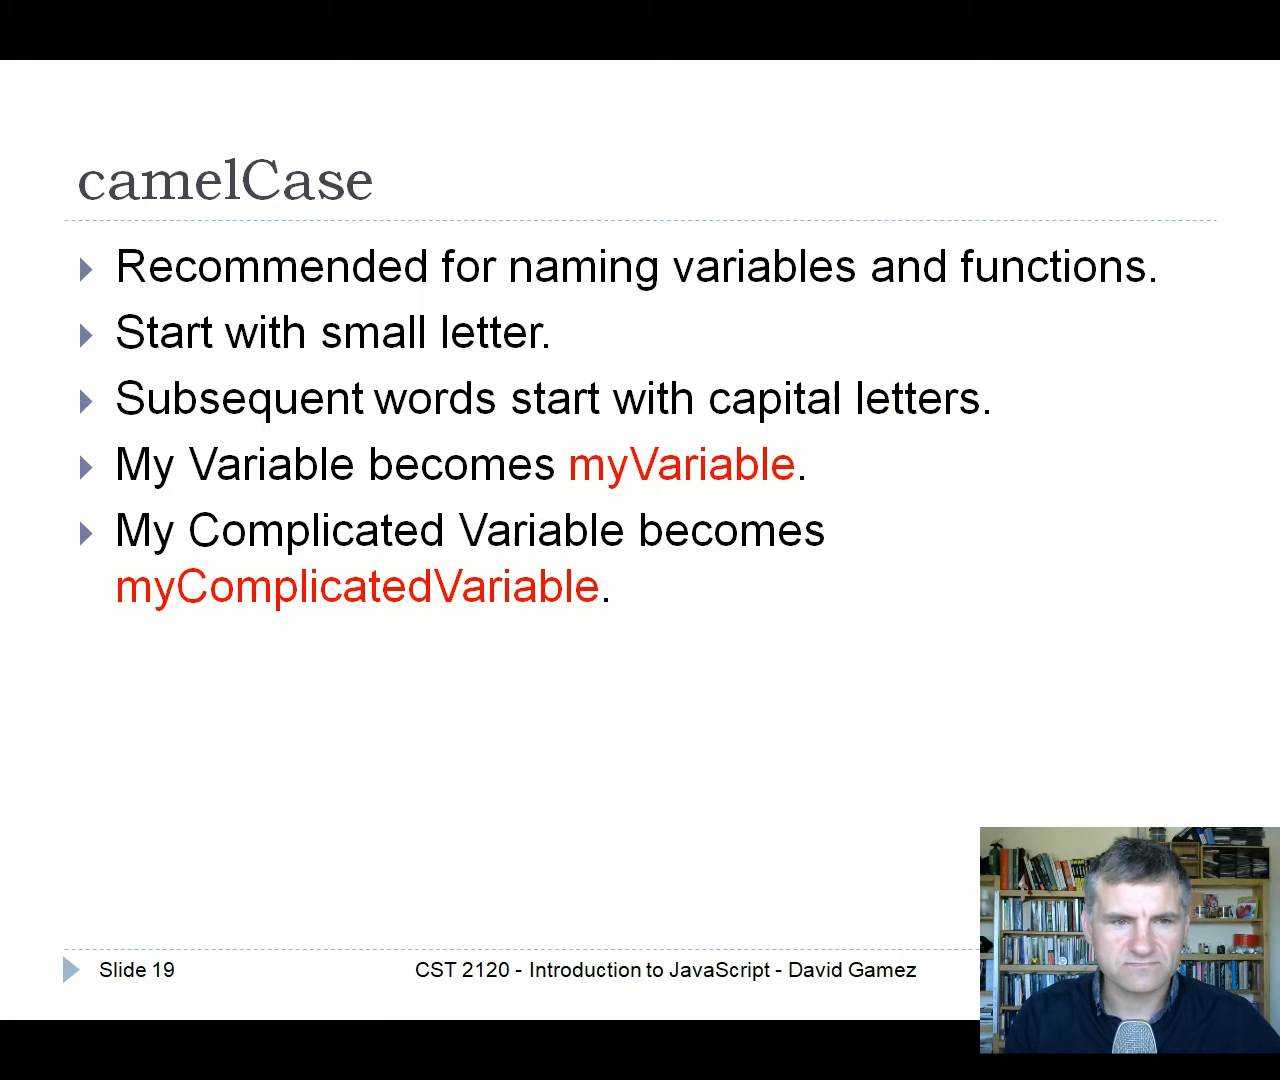 camelCase
Recommended for naming variables and functions.
Start with small letter.
Subsequent words start with capital letters.
My Variable becomes myVariable.
My Complicated Variable becomes
myComplicatedVariable.
Slide 19
CST 2120 - Introduction to JavaScript - David Gamez